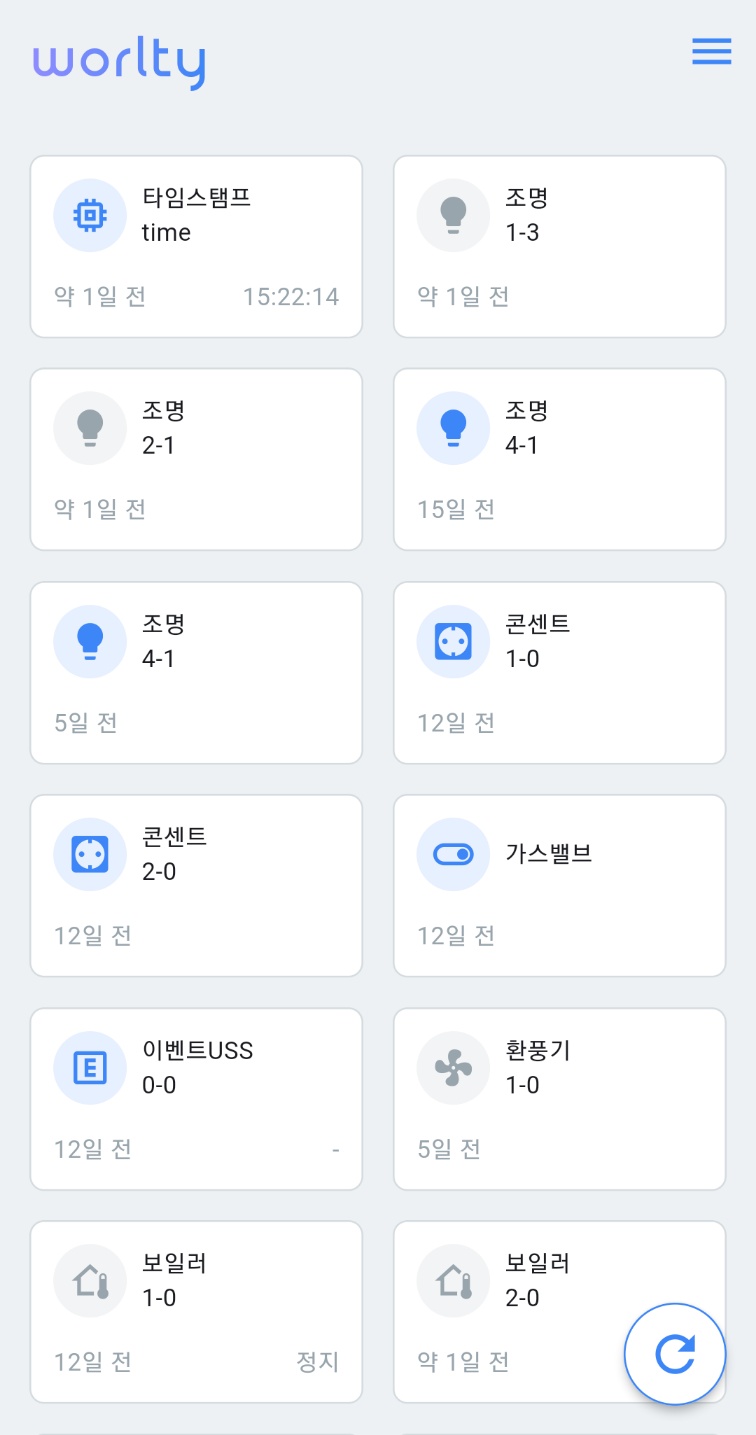 worlty
타임스탬프
time
약 1일 전
15:22:14
조명
1-3
약 1일 전
조명
2-1
약 1일 전
조명
4-1
15일 전
조명
4-1
5일 전
콘센트
1-0
12일 전
콘센트
2-0
12일 전
가스밸브
12일 전
E
이벤트USS
0-0
12일 전
-
환풍기
1-0
5일 전
보일러
1-0
12일 전
정지
보일러
2-0
약 1일 전